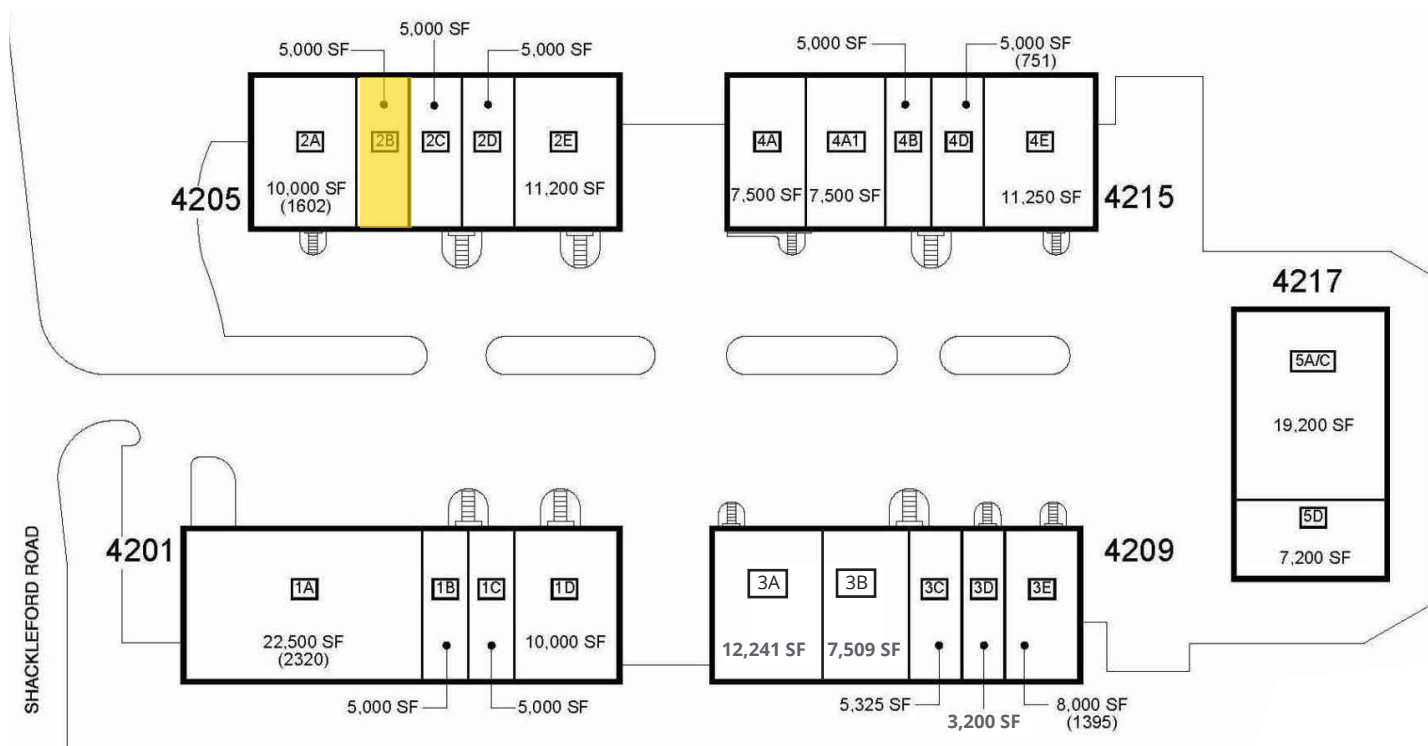 5,000 SF
5,000 SF
5,000 SF
2A
2B
2C
2D
2E
10,000 SF
(1602)
11,200 SF
4205
5,000 SF
5,000 SF
(751)
4A
4A1
4B
4D
4E
7,500 SF
7,500 SF
11,250 SF
4215
4217
5A/C
19,200 SF
5D
7,200 SF
SHACKLEFORD ROAD
4201
1A
1B
1C
1D
22,500 SF
(2320)
10,000 SF
5,000 SF
5,000 SF
3A
3B
3C
3D
3E
12,241 SF
7,509 SF
5,325 SF
3,200 SF
8,000 SF
(1395)
4209